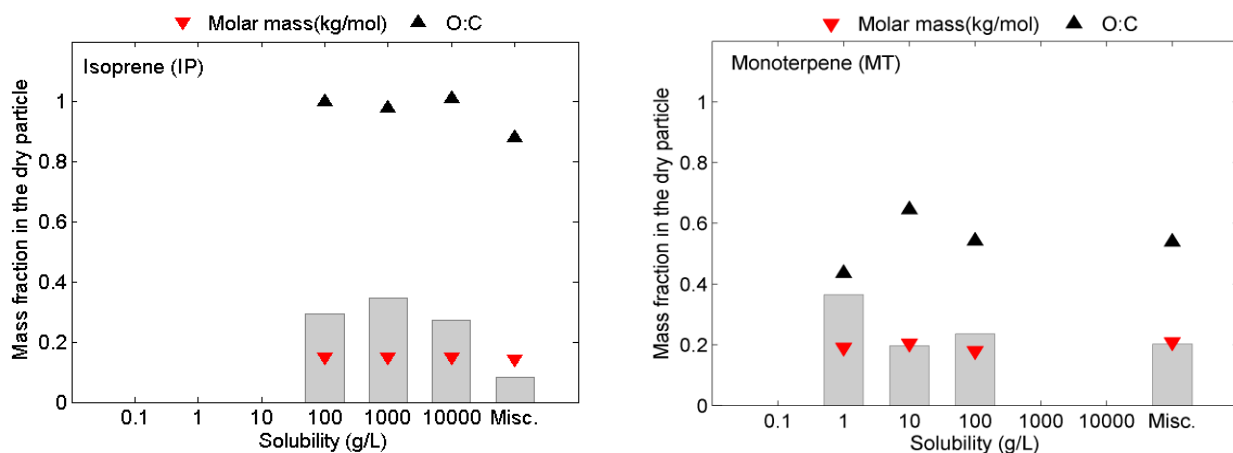 Molar mass(kg/mol) O:C
Isoprene (IP)
Mass fraction in the dry particle
1
0.8
0.6
0.4
0.2
0
0.1 1 10 100 1000 10000 Misc.
Solubility (g/L)
Molar mass(kg/mol) O:C
Monoterpene (MT)
Mass fraction in the dry particle
1
0.8
0.6
0.4
0.2
0
0.1 1 10 100 1000 10000 Misc.
Solubility (g/L)